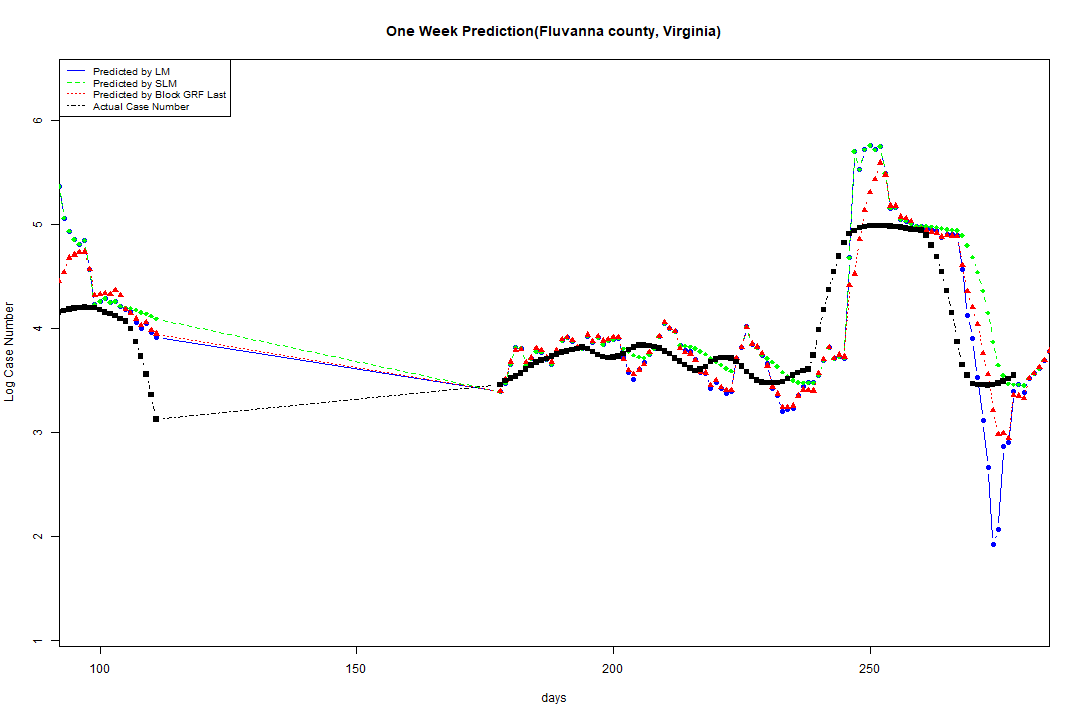 One Week Prediction(Fluvanna county, Virginia)
Predicted by LM
Predicted by SLM
Predicted by Block GRF Last
Actual Case Number
Log Case Number
6
5
4
3
2
1
100 150 200 250
days